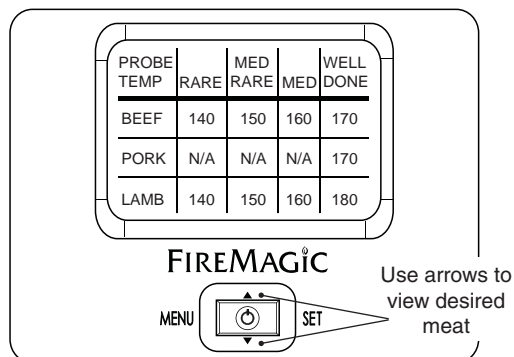 PROBE TEMP RARE MED RARE MED WELL DONE
BEEF 140 150 160 170
PORK N/A N/A N/A 170
LAMB 140 150 160 180
FIREMAGIC
MENU SET
Use arrows to
view desired
meat